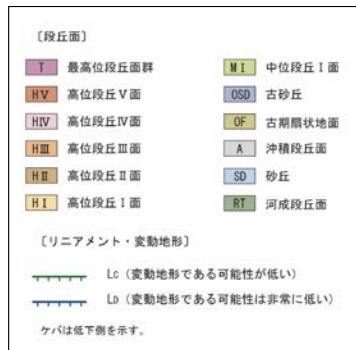 〔段丘面〕
T 最高位段丘面群
HⅤ 高位段丘Ⅴ面
HⅣ 高位段丘Ⅳ面
HⅢ 高位段丘Ⅲ面
HⅡ 高位段丘Ⅱ面
HⅠ 高位段丘Ⅰ面
MⅠ 中位段丘Ⅰ面
OSD 古砂丘
OF 古期扇状地面
A 沖積段丘面
SD 砂丘
RT 河成段丘面
〔リニアメント・変動地形〕
LC（変動地形である可能性が低い）
LD（変動地形である可能性は非常に低い）
ケバは低下側を示す。